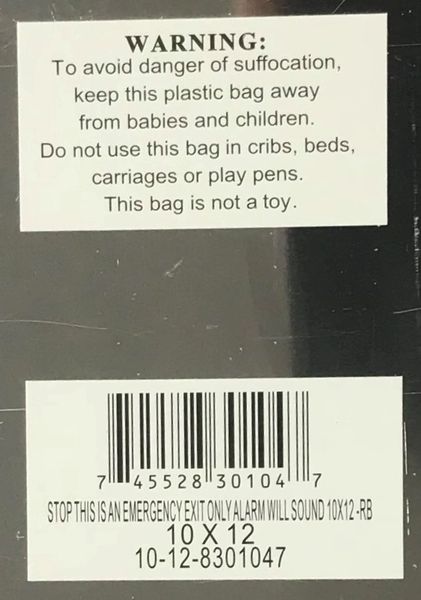 WARNING:
To avoid danger of suffocation,
keep this plastic bag away
from babies and children.
Do not use this bag in cribs, beds,
carriages or play pens.
This bag is not a toy.
7 45528 30104 7
STOP THIS IS AN EMERGENCY EXIT ONLY ALARM WILL SOUND 10X12-RB
10 X 12
10-12-8301047